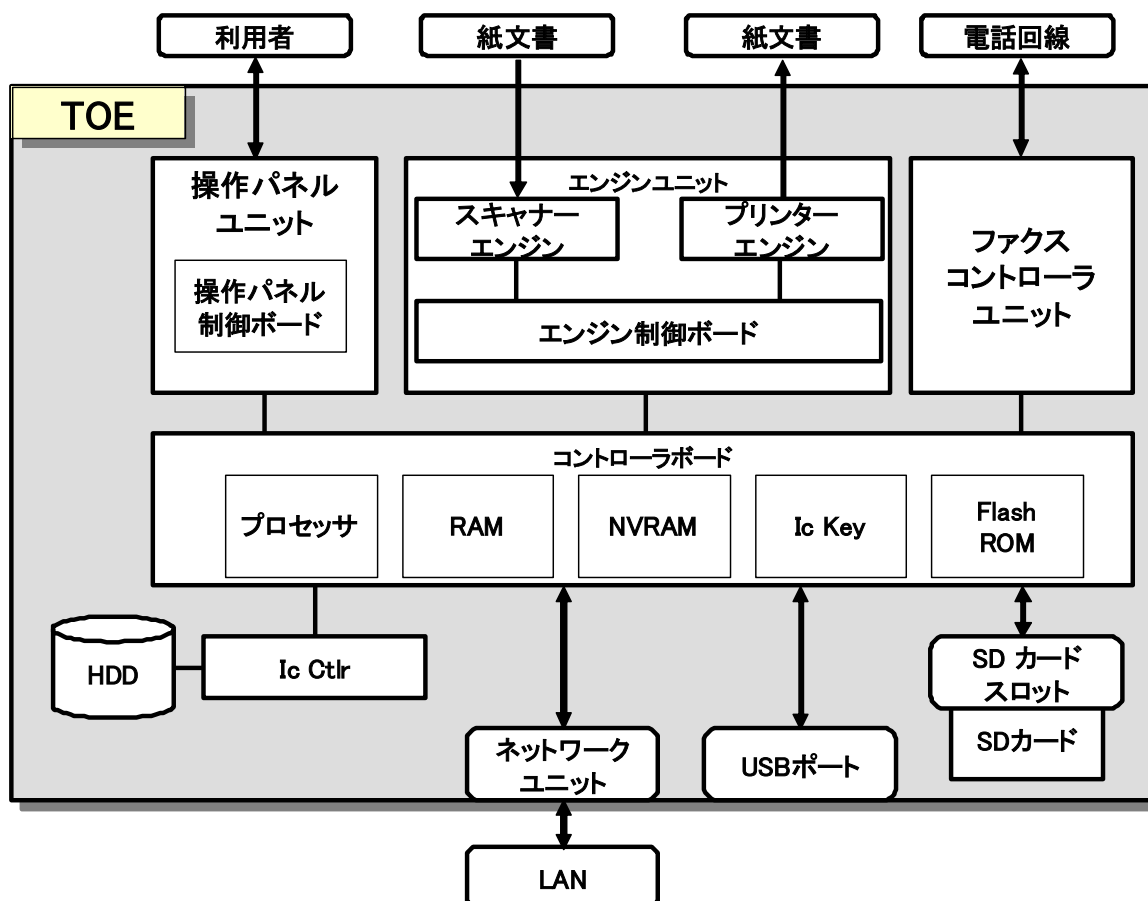 利用者
紙文書
紙文書
電話回線
TOE
操作パネル
ユニット
操作パネル
制御ボード
エンジンユニット
スキャナー
エンジン
プリンター
エンジン
エンジン制御ボード
ファクス
コントローラ
ユニット
コントローラボード
プロセッサ
RAM
NVRAM
Ic Key
Flash
ROM
HDD
Ic Ctlr
ネットワーク
ユニット
USBポート
SD カード
スロット
SDカード
LAN